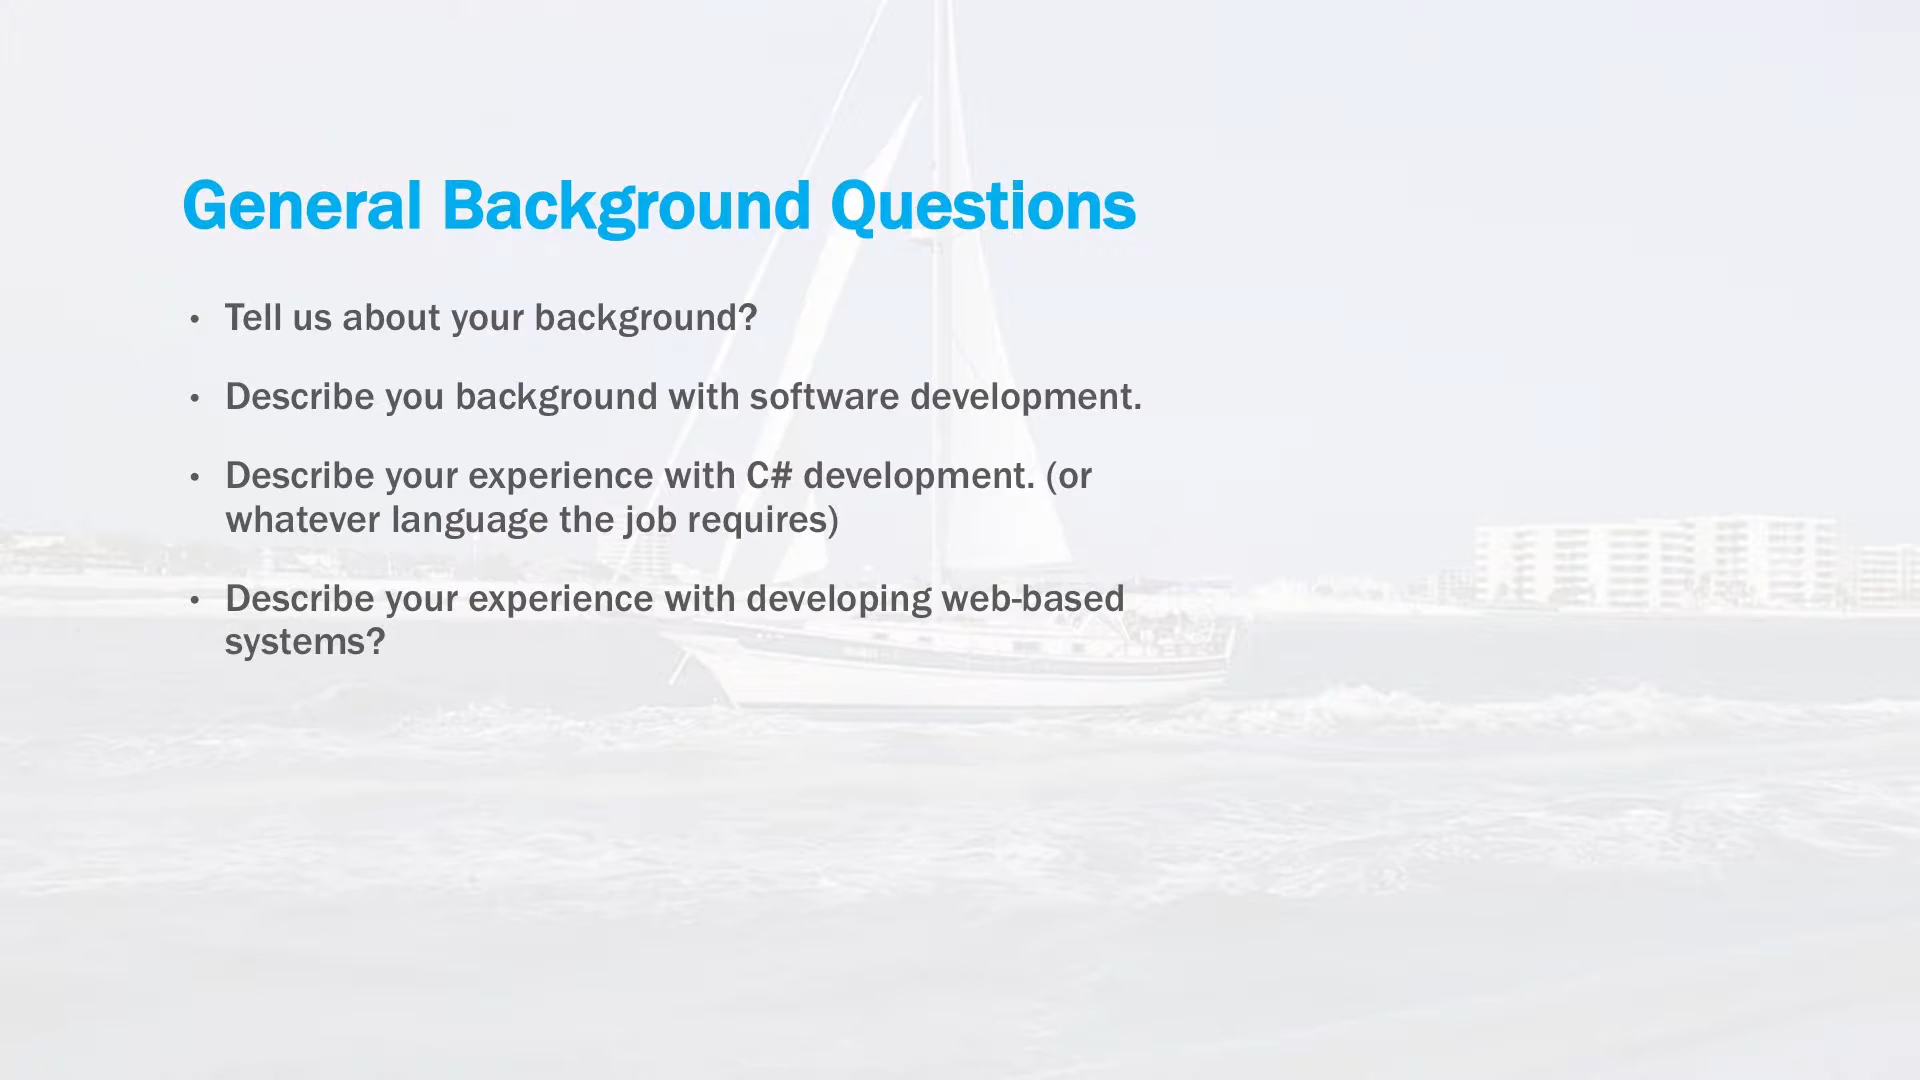 General Background Questions
• Tell us about your background?
• Describe you background with software development.
• Describe your experience with C# development. (or
whatever language the job requires)
• Describe your experience with developing web-based
systems?